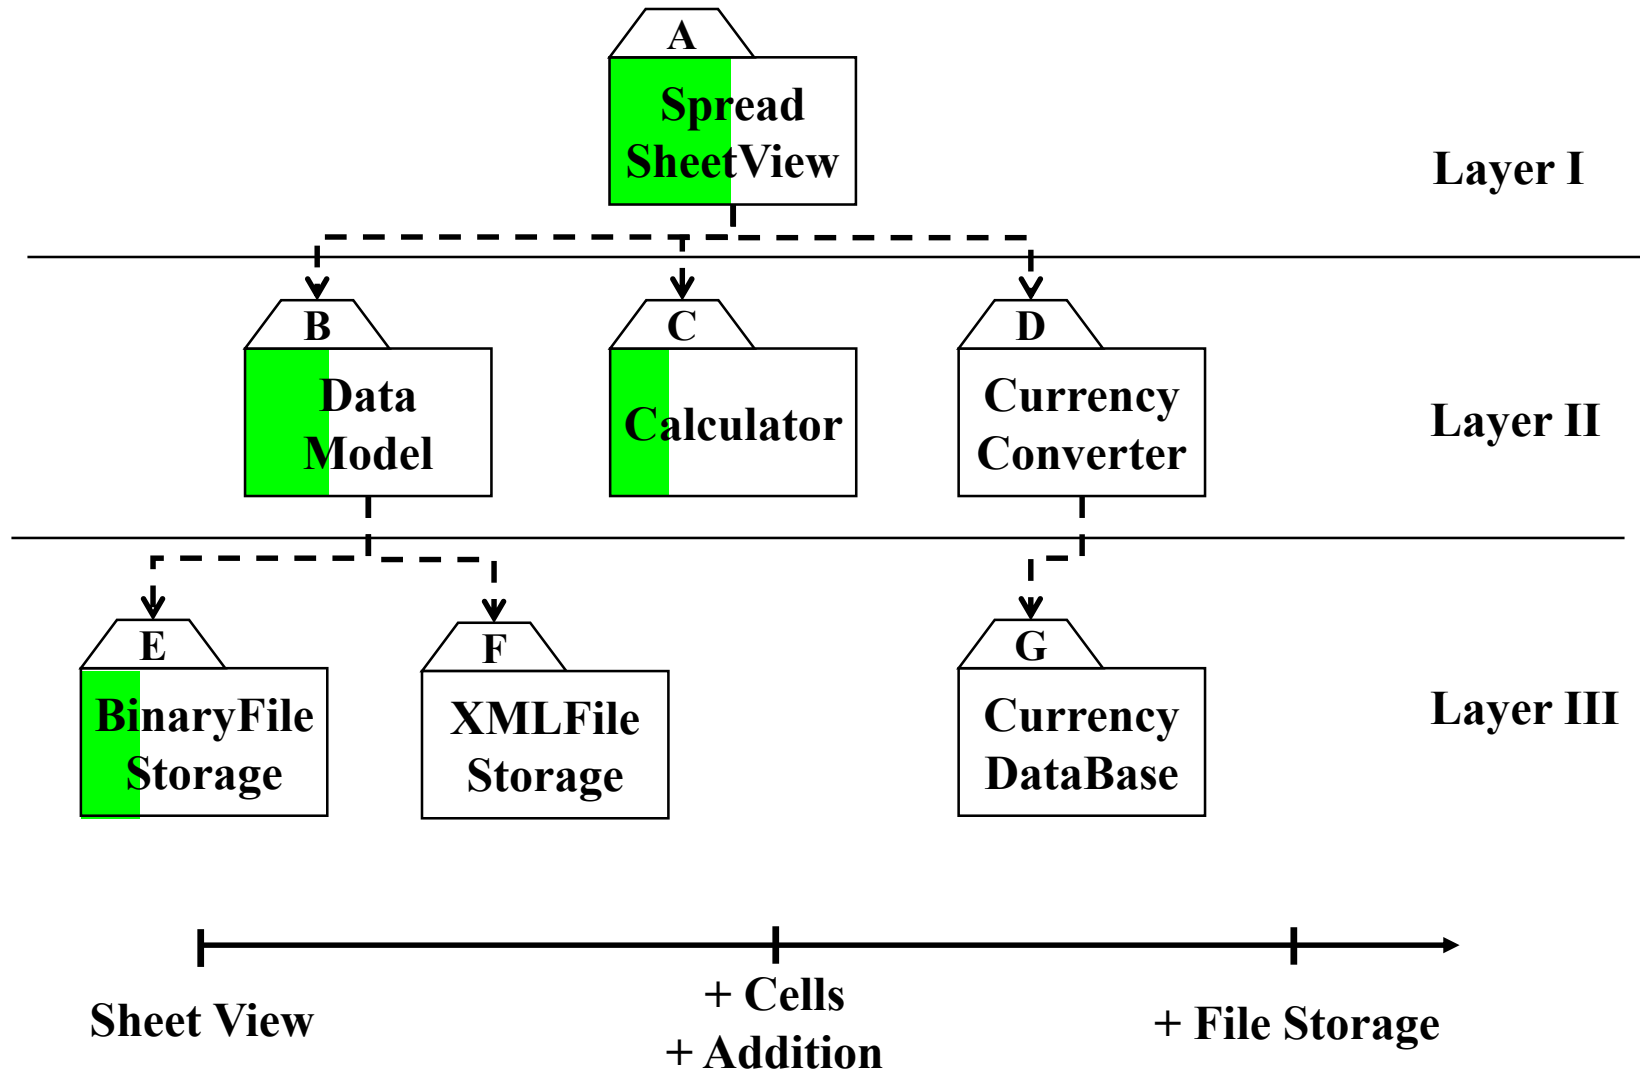 A
Spread
SheetView
Layer I
B
Data
Model
C
Calculator
D
Currency
Converter
Layer II
E
BinaryFile
Storage
F
XMLFile
Storage
G
Currency
DataBase
Layer III
Sheet View
+ Cells
+ Addition
+ File Storage